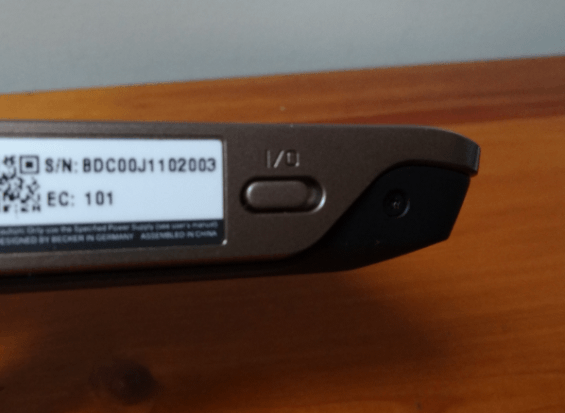 I/O
S/N: BDC00J1102003
EC: 101
Caution: Only use the Specified Power Supply (see user's manual)
DESIGNED BY BECKER IN GERMANY ASSEMBLED IN CHINA